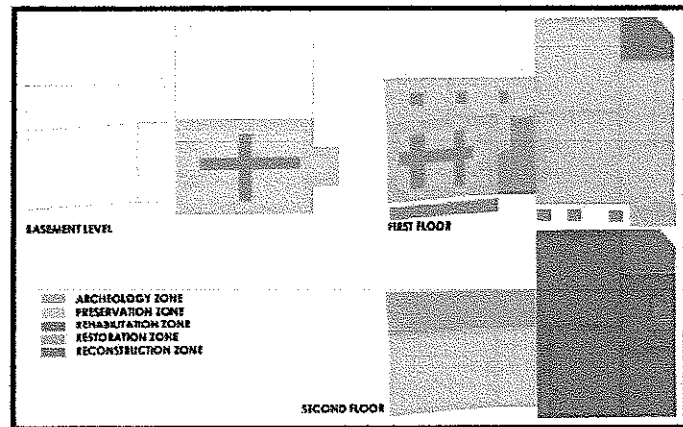 BASEMENT LEVEL
FIRST FLOOR
ARCHEOLOGY ZONE
PRESERVATION ZONE
REHABILITATION ZONE
RESTORATION ZONE
RECONSTRUCTION ZONE
SECOND FLOOR